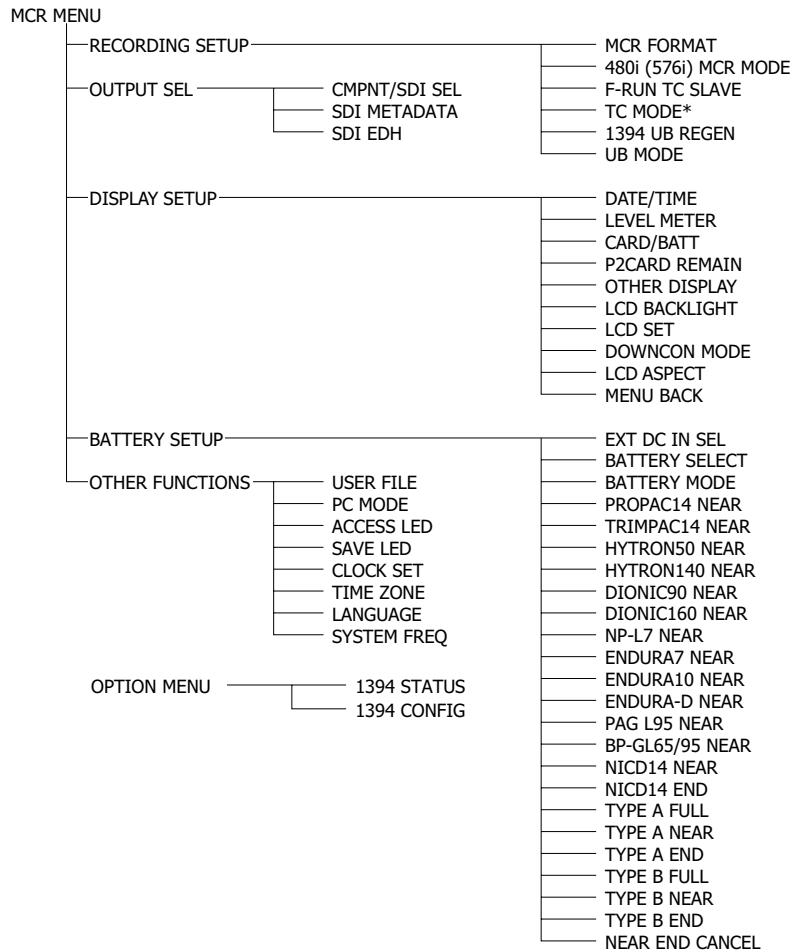 MCR MENU
RECORDING SETUP
MCR FORMAT
480i (576i) MCR MODE
F-RUN TC SLAVE
TC MODE*
1394 UB REGEN
UB MODE
OUTPUT SEL
CMPNT/SDI SEL
SDI METADATA
SDI EDH
DISPLAY SETUP
DATE/TIME
LEVEL METER
CARD/BATT
P2CARD REMAIN
OTHER DISPLAY
LCD BACKLIGHT
LCD SET
DOWNCON MODE
LCD ASPECT
MENU BACK
BATTERY SETUP
EXT DC IN SEL
BATTERY SELECT
BATTERY MODE
PROPAC14 NEAR
TRIMPAC14 NEAR
HYTRON50 NEAR
HYTRON140 NEAR
DIONIC90 NEAR
DIONIC160 NEAR
NP-L7 NEAR
ENDURA7 NEAR
ENDURA10 NEAR
ENDURA-D NEAR
PAG L95 NEAR
BP-GL65/95 NEAR
NICD14 NEAR
NICD14 END
TYPE A FULL
TYPE A NEAR
TYPE A END
TYPE B FULL
TYPE B NEAR
TYPE B END
NEAR END CANCEL
OTHER FUNCTIONS
USER FILE
PC MODE
ACCESS LED
SAVE LED
CLOCK SET
TIME ZONE
LANGUAGE
SYSTEM FREQ
OPTION MENU
1394 STATUS
1394 CONFIG